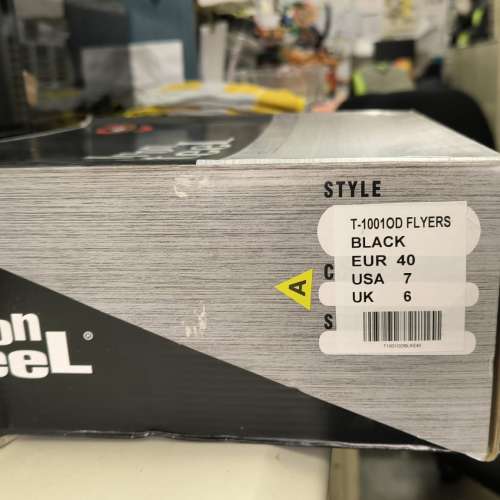 STYLE
T-1001OD FLYERS
BLACK
EUR 40
USA 7
UK 6
C
S
A
on
eeL®